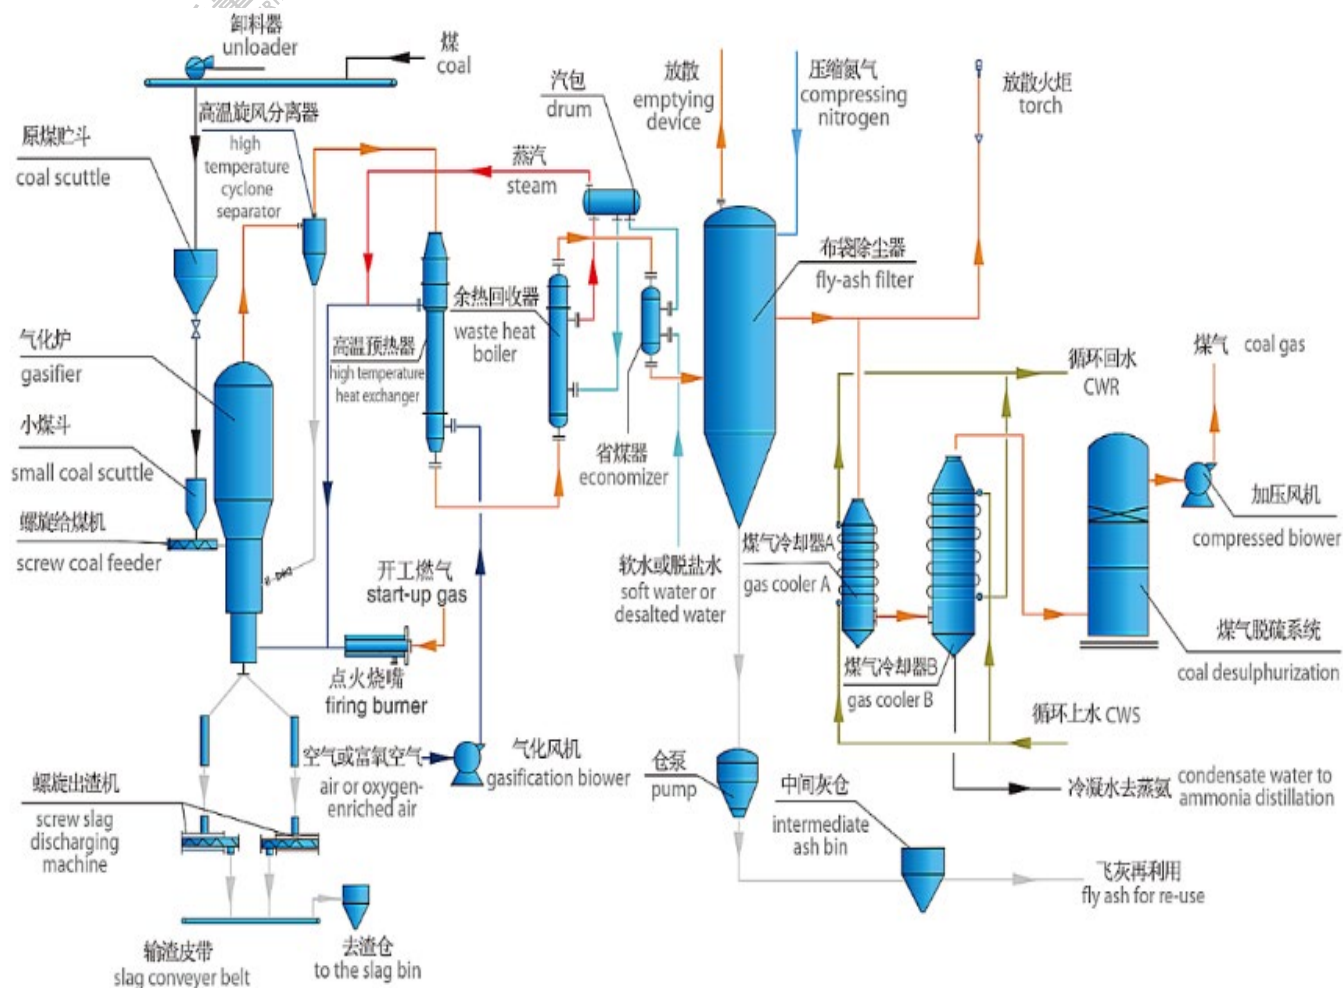 卸料器
unloader
煤
coal
高温旋风分离器
high
temperature
cyclone
separator
原煤贮斗
coal scuttle
汽包
drum
放散
emptying
device
压缩氮气
compressing
nitrogen
放散火炬
torch
蒸汽
steam
布袋除尘器
fly-ash filter
余热回收器
waste heat
boiler
气化炉
gasifier
高温预热器
high temperature
heat exchanger
煤气 coal gas
循环回水
CWR
小煤斗
small coal scuttle
省煤器
economizer
螺旋给煤机
screw coal feeder
加压风机
compressed biower
煤气冷却器A
gas cooler A
开工燃气
start-up gas
软水或脱盐水
soft water or
desalted water
煤气脱硫系统
coal desulphurization
煤气冷却器B
gas cooler B
点火烧嘴
firing burner
循环上水 CWS
空气或富氧空气
air or oxygen-
enriched air
气化风机
gasification biower
仓泵
pump
中间灰仓
intermediate
ash bin
冷凝水去蒸氨
condensate water to
ammonia distillation
螺旋出渣机
screw slag
discharging
machine
飞灰再利用
fly ash for re-use
输渣皮带
slag conveyer belt
去渣仓
to the slag bin